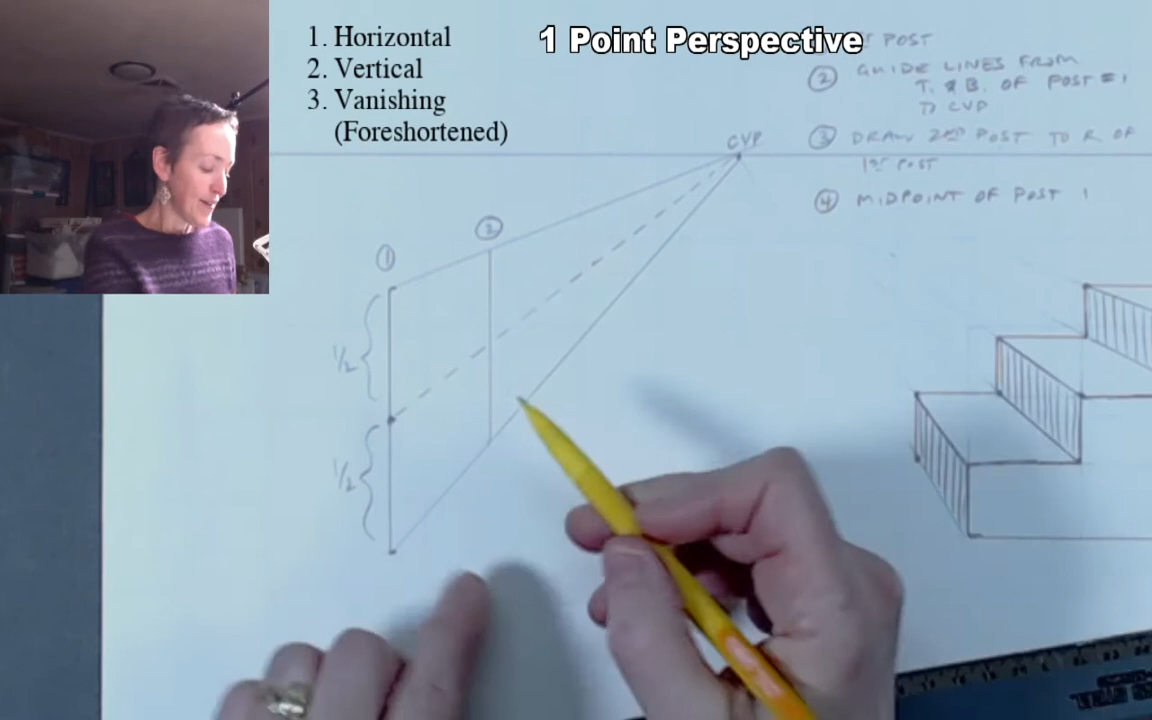 1. Horizontal
2. Vertical
3. Vanishing
(Foreshortened)
1 Point Perspective
POST
② GUIDE LINES FROM
T. & B. OF POST #1
TO CVP
③ DRAW 2ND POST TO R OF
1ST POST
④ MIDPOINT OF POST 1
CVP
②
①
1/2
1/2